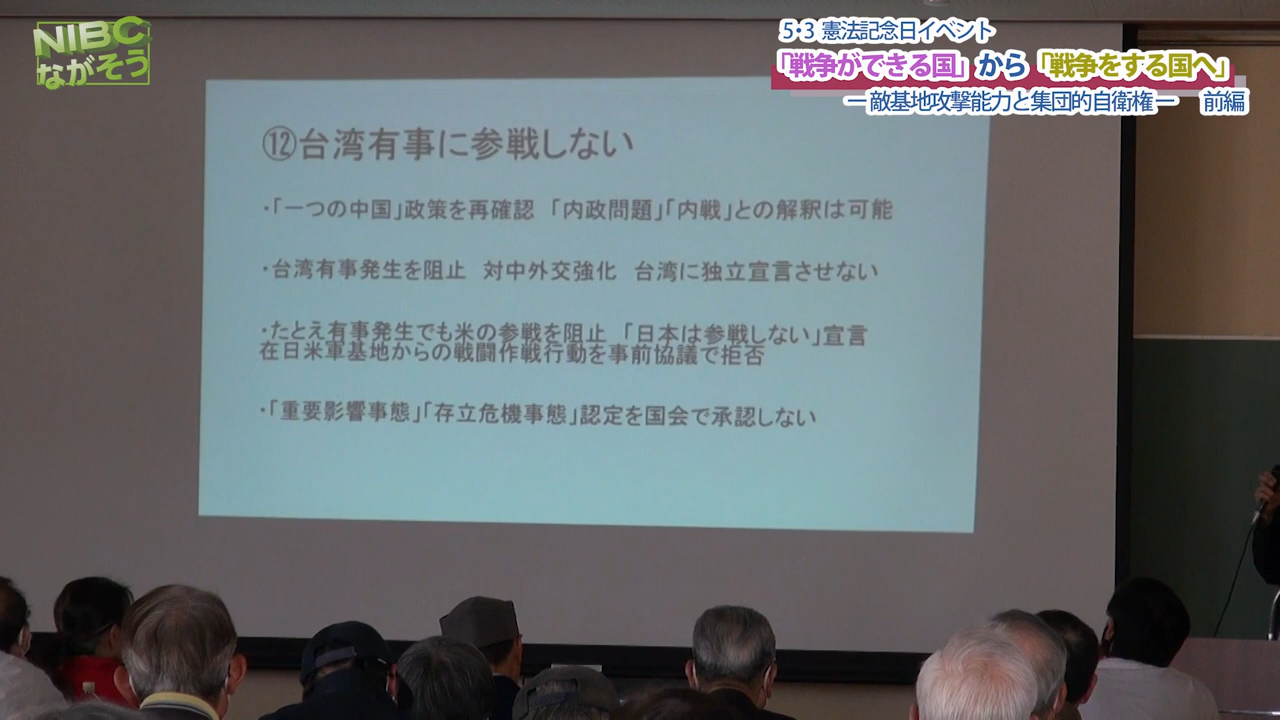 NIBC
ながそう
5・3 憲法記念日イベント
「戦争ができる国」から「戦争をする国へ」
―敵基地攻撃能力と集団的自衛権― 前編
⑫台湾有事に参戦しない
・「一つの中国」政策を再確認 「内政問題」「内戦」との解釈は可能
・台湾有事発生を阻止 対中外交強化 台湾に独立宣言させない
・たとえ有事発生でも米の参戦を阻止 「日本は参戦しない」宣言
在日米軍基地からの戦闘作戦行動を事前協議で拒否
・「重要影響事態」「存立危機事態」認定を国会で承認しない